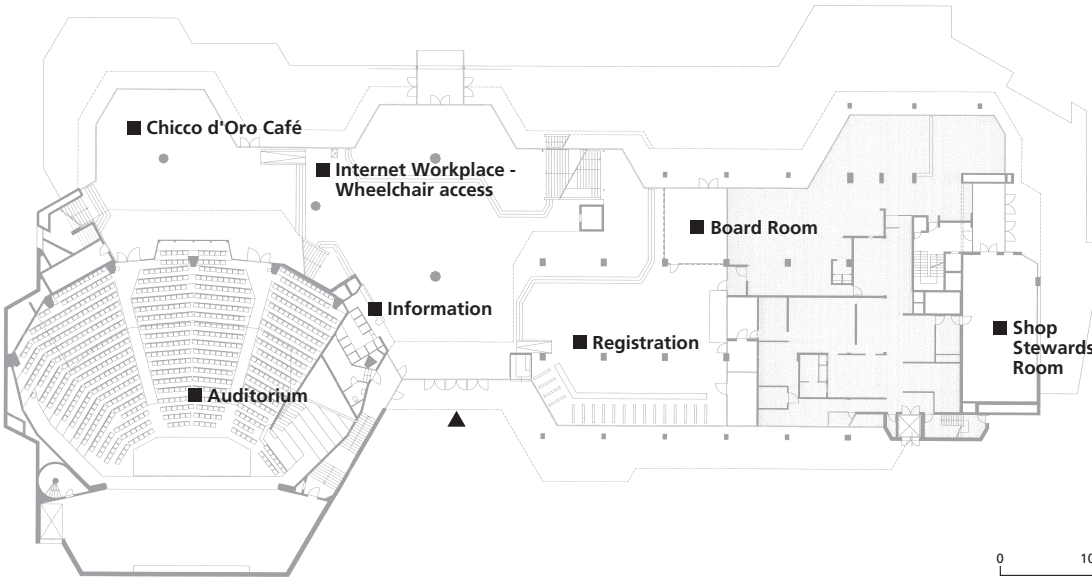 Chicco d'Oro Café
Internet Workplace -
Wheelchair access
Board Room
Information
Registration
Shop
Stewards
Room
Auditorium
0 10